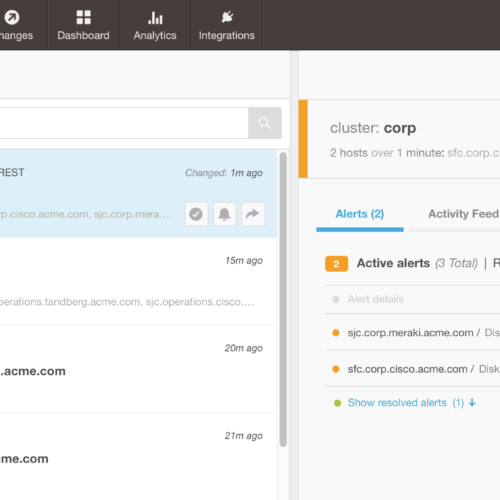 hanges Dashboard Analytics Integrations
REST Changed: 1m ago
rp.cisco.acme.com, sjc.corp.mera…
15m ago
perations.tandberg.acme.com, sjc.operations.cisco.…
20m ago
.acme.com
21m ago
me.com
cluster: corp
2 hosts over 1 minute: sfc.corp.c
Alerts (2) Activity Feed
2 Active alerts (3 Total) | R
Alert details
sjc.corp.meraki.acme.com / Dis
sfc.corp.cisco.acme.com / Disk
Show resolved alerts (1) ↓